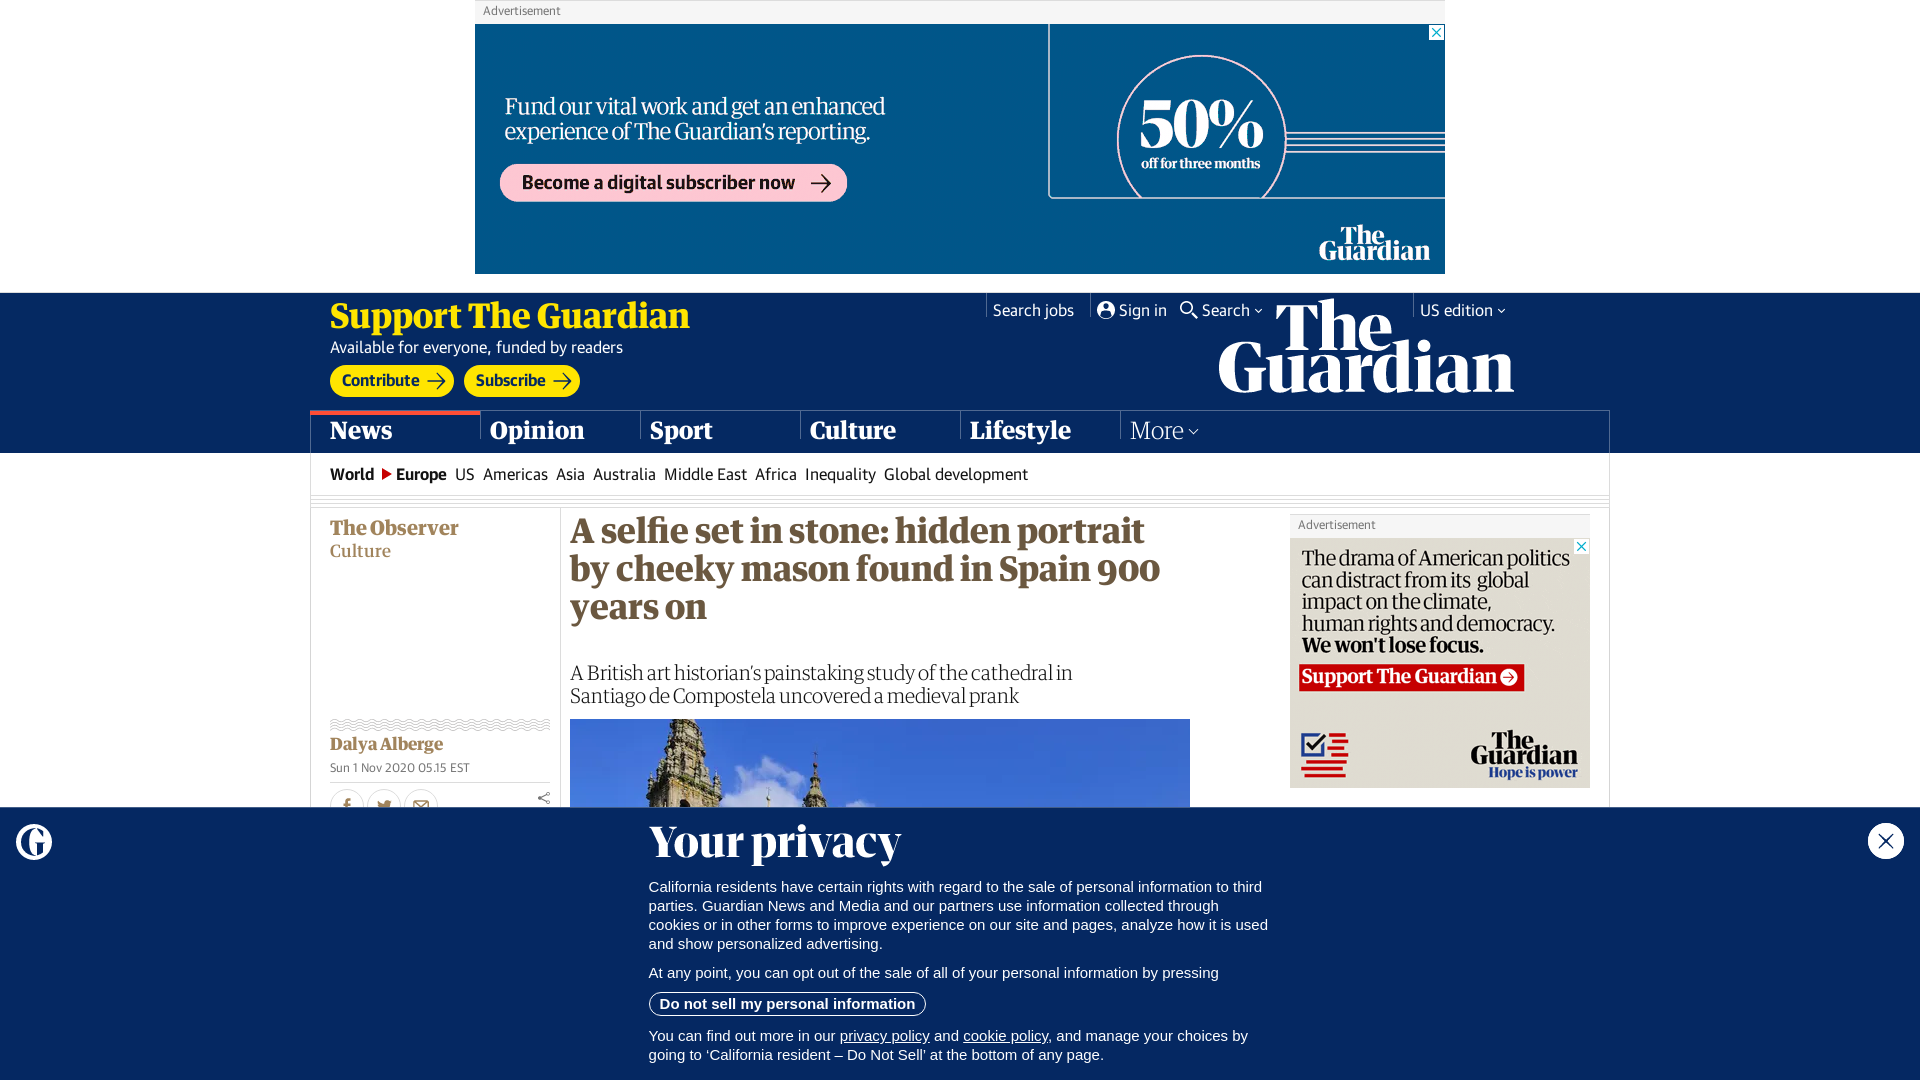 Advertisement
Fund our vital work and get an enhanced
experience of The Guardian's reporting.
Become a digital subscriber now
50%
off for three months
The
Guardian
Support The Guardian
Available for everyone, funded by readers
Contribute
Subscribe
Search jobs
Sign in
Search
US edition
The
Guardian
News
Opinion
Sport
Culture
Lifestyle
More
World
Europe
US
Americas
Asia
Australia
Middle East
Africa
Inequality
Global development
The Observer
Culture
A selfie set in stone: hidden portrait
by cheeky mason found in Spain 900
years on
A British art historian's painstaking study of the cathedral in
Santiago de Compostela uncovered a medieval prank
Dalya Alberge
Sun 1 Nov 2020 05.15 EST
Advertisement
The drama of American politics
can distract from its global
impact on the climate,
human rights and democracy.
We won't lose focus.
Support The Guardian
The
Guardian
Hope is power
Your privacy
California residents have certain rights with regard to the sale of personal information to third
parties. Guardian News and Media and our partners use information collected through
cookies or in other forms to improve experience on our site and pages, analyze how it is used
and show personalized advertising.
At any point, you can opt out of the sale of all of your personal information by pressing
Do not sell my personal information
You can find out more in our privacy policy and cookie policy, and manage your choices by
going to ‘California resident – Do Not Sell’ at the bottom of any page.